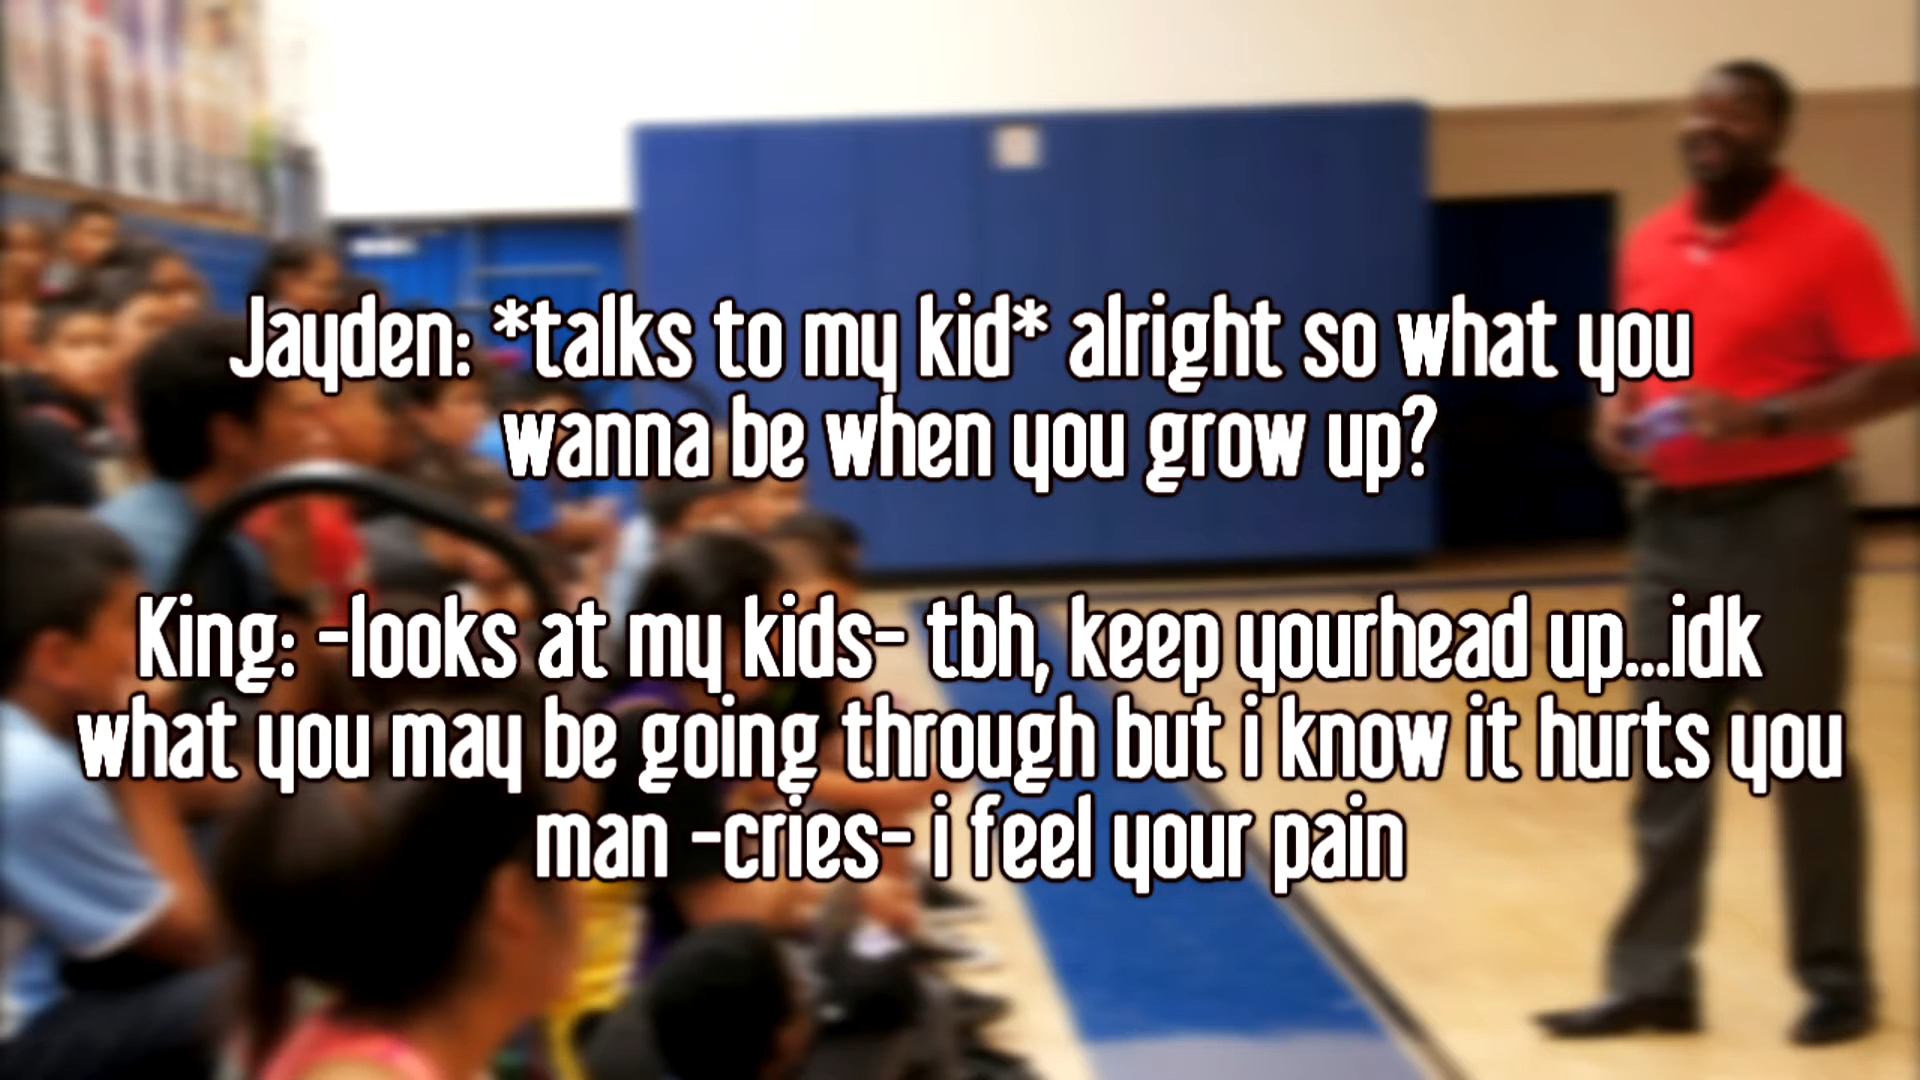 Jayden: *talks to my kid* alright so what you
wanna be when you grow up?
King: -looks at my kids- tbh, keep yourhead up...idk
what you may be going through but i know it hurts you
man -cries- i feel your pain